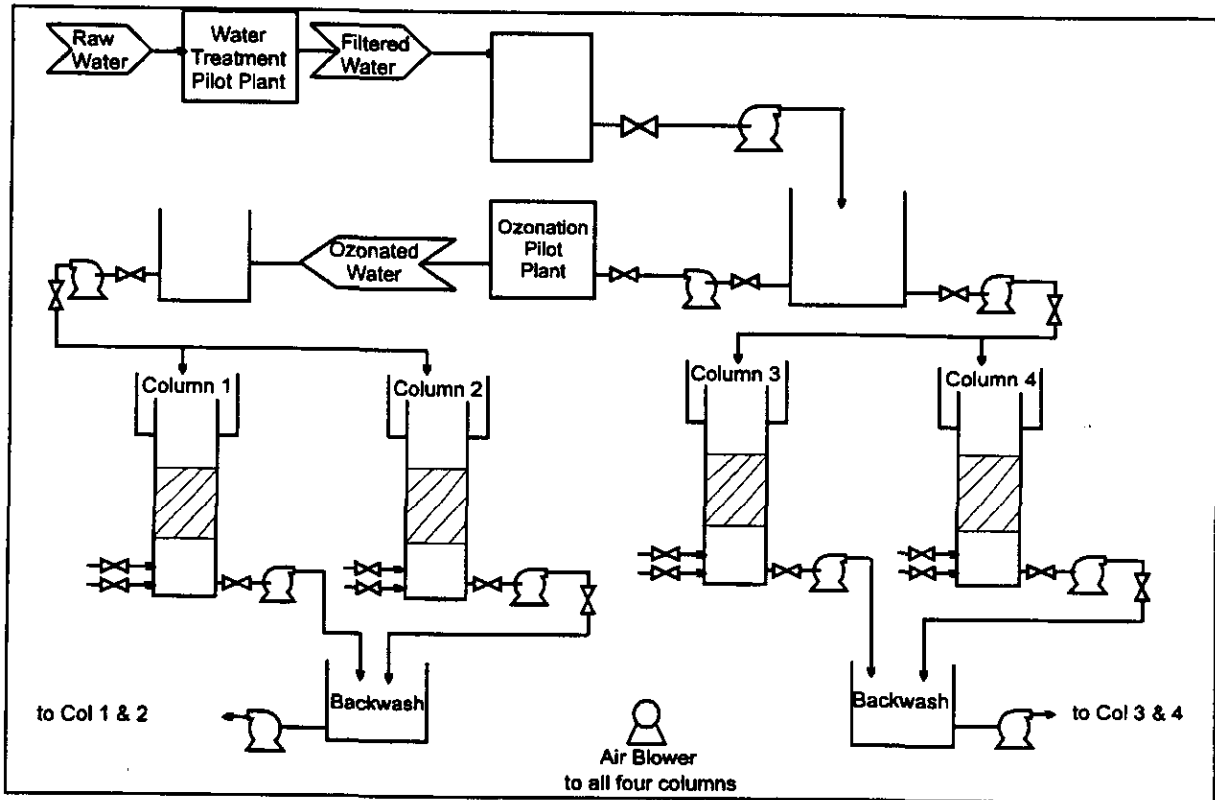 Raw
Water
Water
Treatment
Pilot Plant
Filtered
Water
Ozonated
Water
Ozonation
Pilot
Plant
Column 1
Column 2
Column 3
Column 4
Backwash
Backwash
to Col 1 & 2
to Col 3 & 4
Air Blower
to all four columns